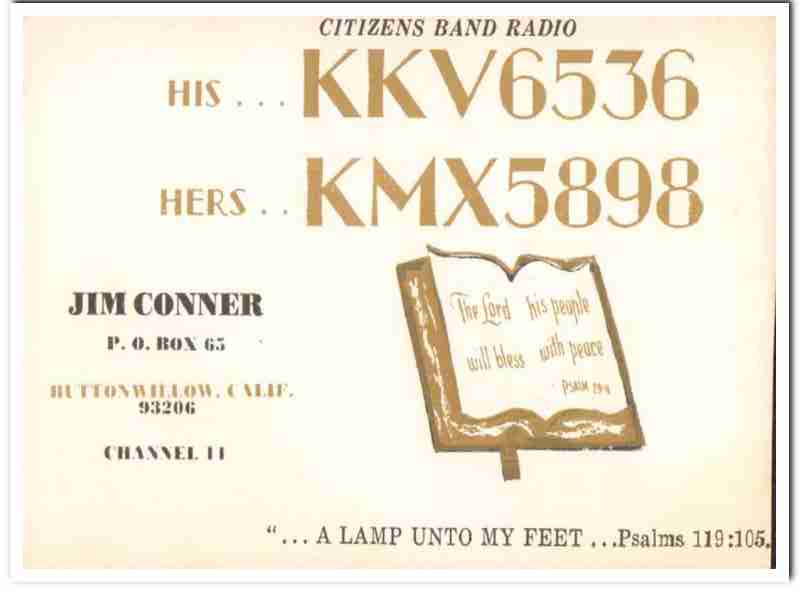 CITIZENS BAND RADIO
HIS . . . KKV6536
HERS . . KMX5898
JIM CONNER
P. O. BOX 65
BUTTONWILLOW, CALIF.
93206
CHANNEL 11
The Lord his people
will bless with peace
PSALM 29:11
"... A LAMP UNTO MY FEET ...Psalms 119:105.